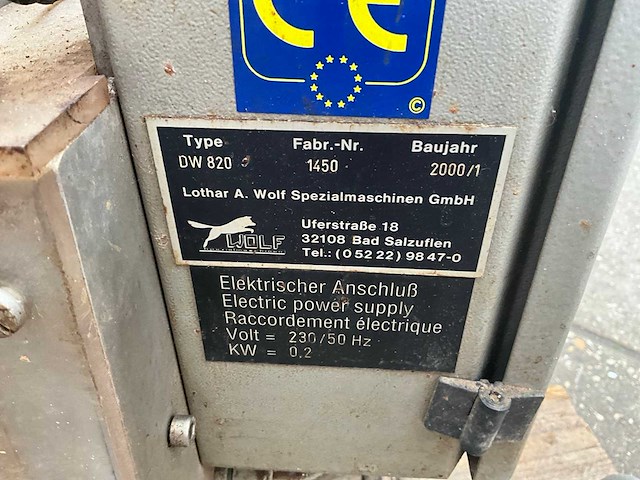 CE
©
Type Fabr.-Nr. Baujahr
DW 820 1450 2000/1
Lothar A. Wolf Spezialmaschinen GmbH
Uferstraße 18
WOLF 32108 Bad Salzuflen
Tel.: (0 52 22) 98 47-0
Elektrischer Anschluß
Electric power supply
Raccordement électrique
Volt = 230/50 Hz
KW = 0.2